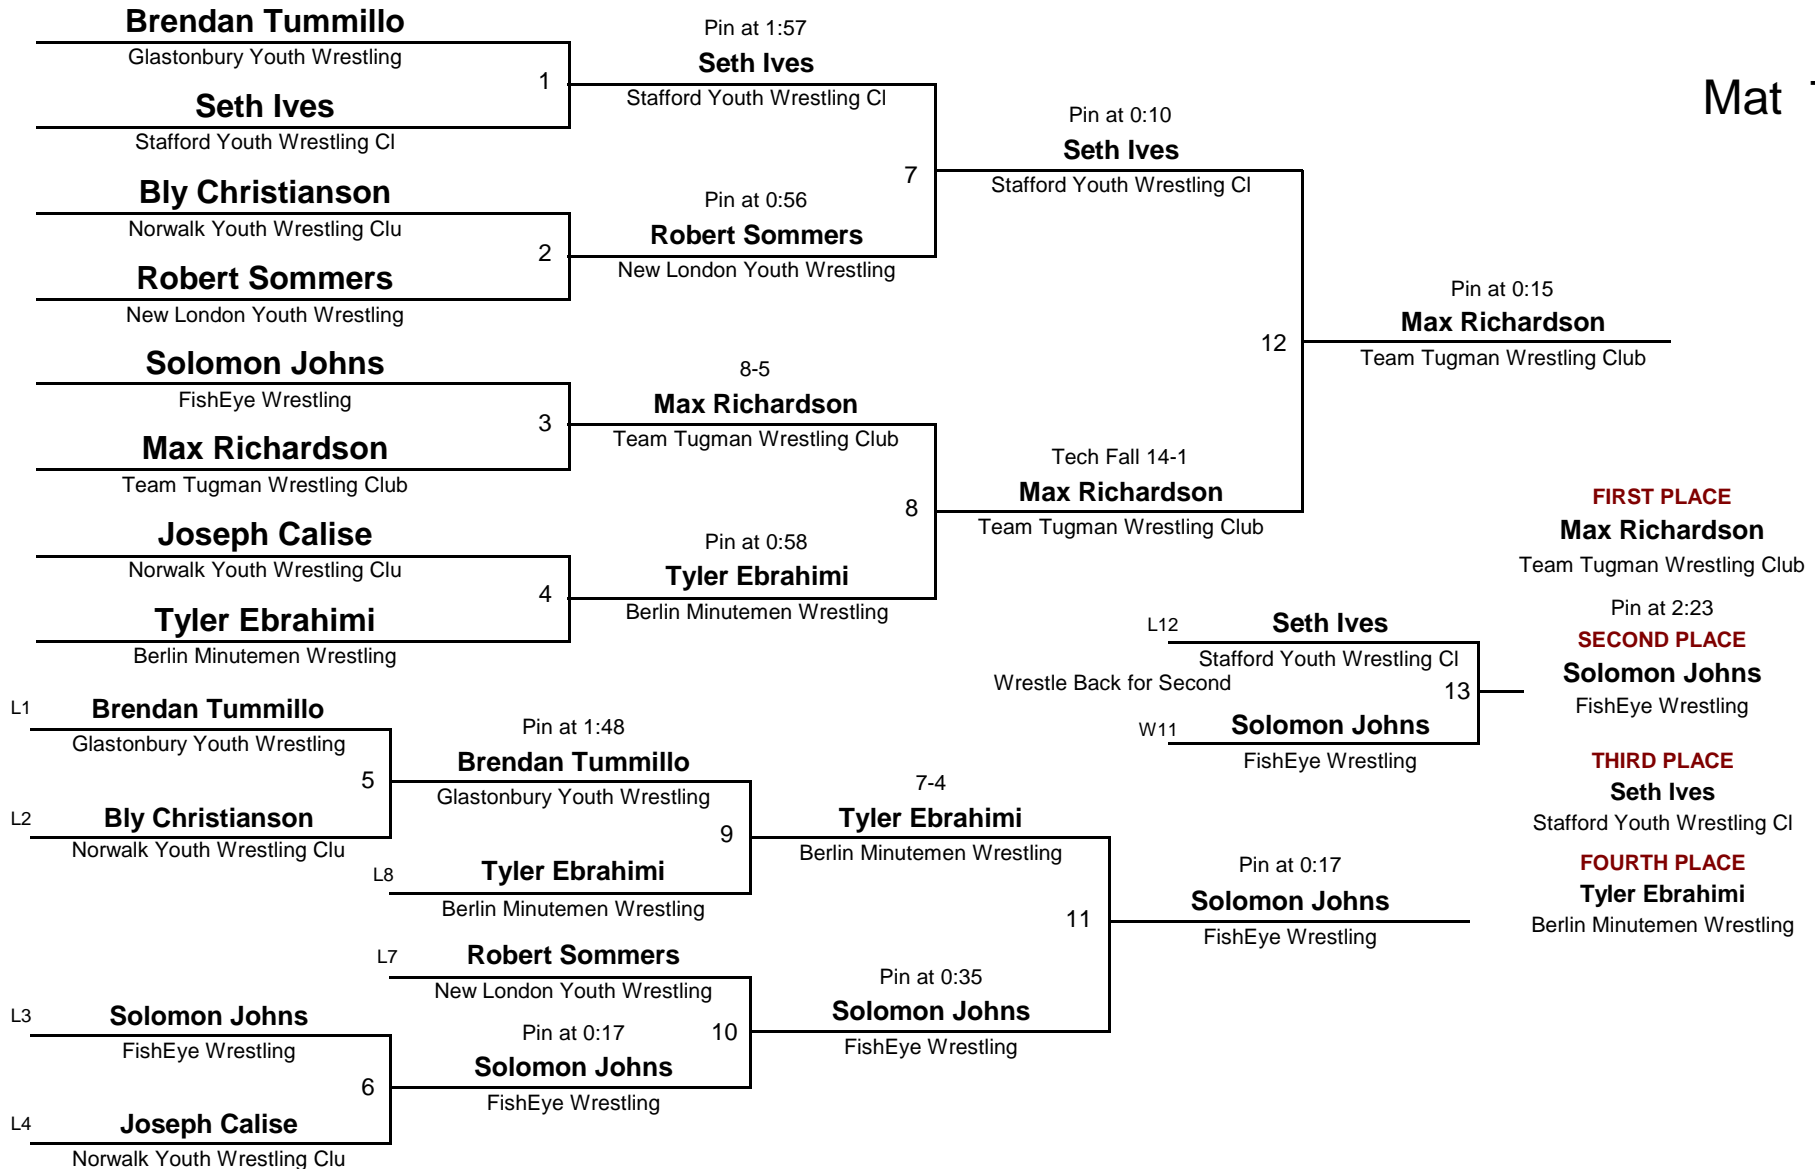 Brendan Tummillo
Glastonbury Youth Wrestling
1
Seth Ives
Stafford Youth Wrestling Cl
Pin at 1:57
Seth Ives
Stafford Youth Wrestling Cl
Bly Christianson
Norwalk Youth Wrestling Clu
2
Robert Sommers
New London Youth Wrestling
Pin at 0:56
Robert Sommers
New London Youth Wrestling
7
Pin at 0:10
Seth Ives
Stafford Youth Wrestling Cl
Mat
Solomon Johns
FishEye Wrestling
3
Max Richardson
Team Tugman Wrestling Club
8-5
Max Richardson
Team Tugman Wrestling Club
Joseph Calise
Norwalk Youth Wrestling Clu
4
Tyler Ebrahimi
Berlin Minutemen Wrestling
Pin at 0:58
Tyler Ebrahimi
Berlin Minutemen Wrestling
8
Tech Fall 14-1
Max Richardson
Team Tugman Wrestling Club
12
Pin at 0:15
Max Richardson
Team Tugman Wrestling Club
L1
Brendan Tummillo
Glastonbury Youth Wrestling
5
L2
Bly Christianson
Norwalk Youth Wrestling Clu
Pin at 1:48
Brendan Tummillo
Glastonbury Youth Wrestling
9
L8
Tyler Ebrahimi
Berlin Minutemen Wrestling
7-4
Tyler Ebrahimi
Berlin Minutemen Wrestling
L7
Robert Sommers
New London Youth Wrestling
10
L3
Solomon Johns
FishEye Wrestling
6
L4
Joseph Calise
Norwalk Youth Wrestling Clu
Pin at 0:17
Solomon Johns
FishEye Wrestling
Pin at 0:35
Solomon Johns
FishEye Wrestling
11
Pin at 0:17
Solomon Johns
FishEye Wrestling
L12
Seth Ives
Stafford Youth Wrestling Cl
Wrestle Back for Second
13
W11
Solomon Johns
FishEye Wrestling
FIRST PLACE
Max Richardson
Team Tugman Wrestling Club
Pin at 2:23
SECOND PLACE
Solomon Johns
FishEye Wrestling
THIRD PLACE
Seth Ives
Stafford Youth Wrestling Cl
FOURTH PLACE
Tyler Ebrahimi
Berlin Minutemen Wrestling